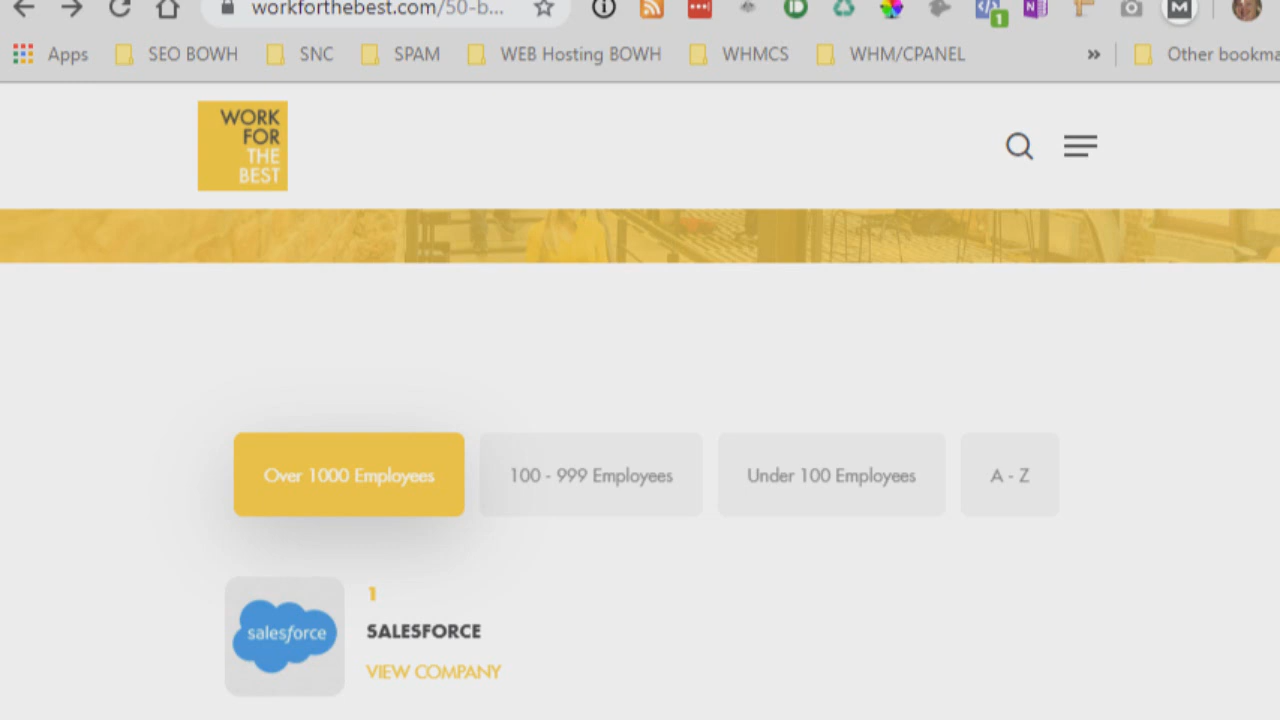 workforthebest.com/50-b...
1
Apps
SEO BOWH
SNC
SPAM
WEB Hosting BOWH
WHMCS
WHM/CPANEL
»
Other bookma
WORK
FOR
THE
BEST
Over 1000 Employees
100 - 999 Employees
Under 100 Employees
A - Z
salesforce
1
SALESFORCE
VIEW COMPANY